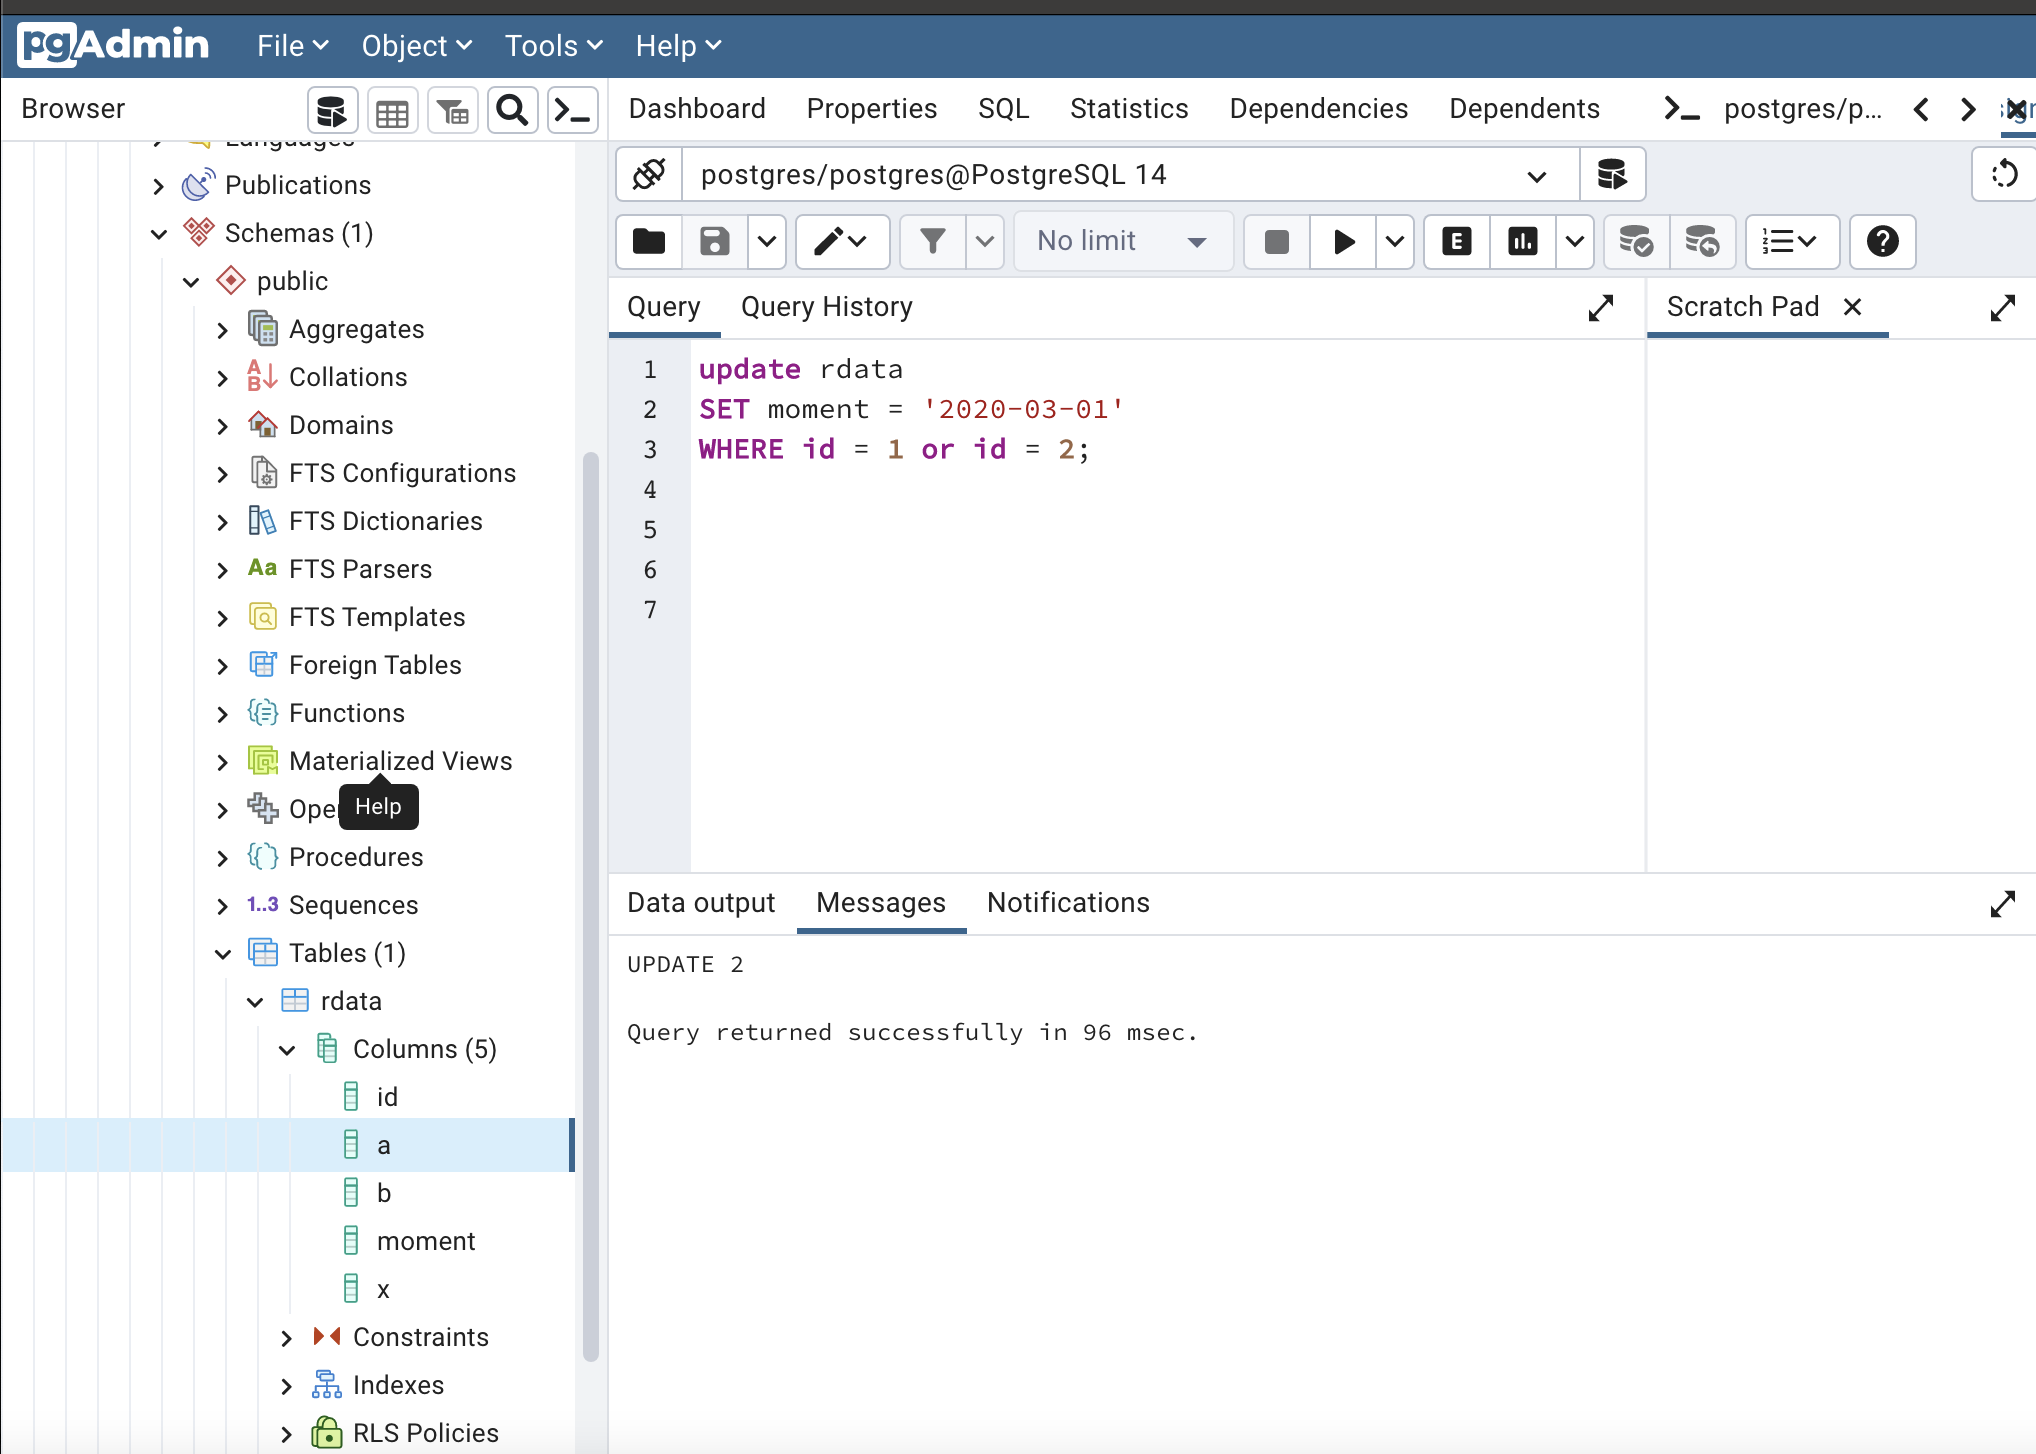 pgAdmin File Object Tools Help
Browser
Dashboard Properties SQL Statistics Dependencies Dependents postgres/p...
Languages
Publications
Schemas (1)
public
Aggregates
Collations
Domains
FTS Configurations
FTS Dictionaries
Aa FTS Parsers
FTS Templates
Foreign Tables
Functions
Materialized Views
Help
Procedures
1..3 Sequences
Tables (1)
rdata
Columns (5)
id
a
b
moment
x
Constraints
Indexes
RLS Policies
postgres/postgres@PostgreSQL 14
No limit
E
Query Query History
Scratch Pad
1 update rdata
2 SET moment = '2020-03-01'
3 WHERE id = 1 or id = 2;
4
5
6
7
Data output Messages Notifications
UPDATE 2
Query returned successfully in 96 msec.